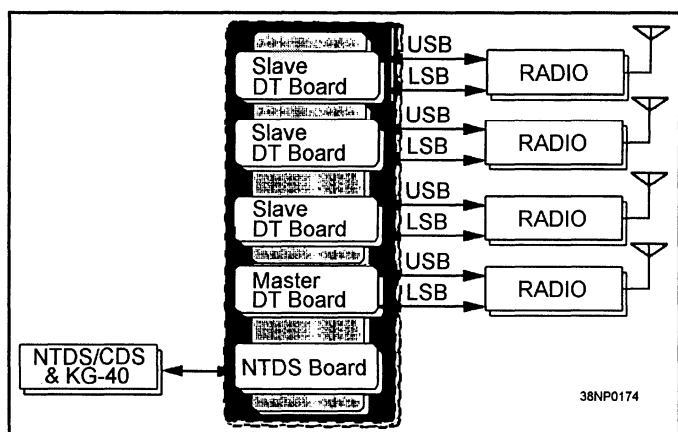 Slave
DT Board
USB
LSB
RADIO
Slave
DT Board
USB
LSB
RADIO
Slave
DT Board
USB
LSB
RADIO
Master
DT Board
USB
LSB
RADIO
NTDS/CDS
& KG-40
NTDS Board
38NP0174